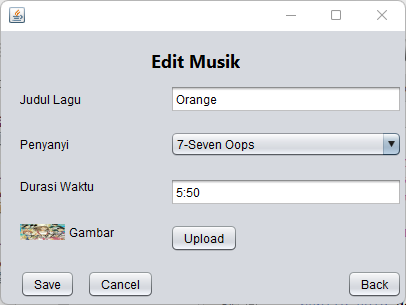 Edit Musik
Judul Lagu
Orange
Penyanyi
7-Seven Oops
Durasi Waktu
5:50
Gambar
Upload
Save
Cancel
Back